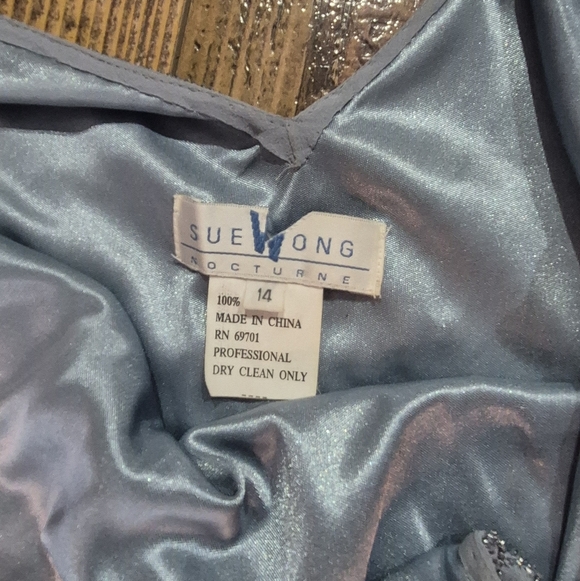 SUE WONG
NOCTURNE
14
100%
MADE IN CHINA
RN 69701
PROFESSIONAL
DRY CLEAN ONLY